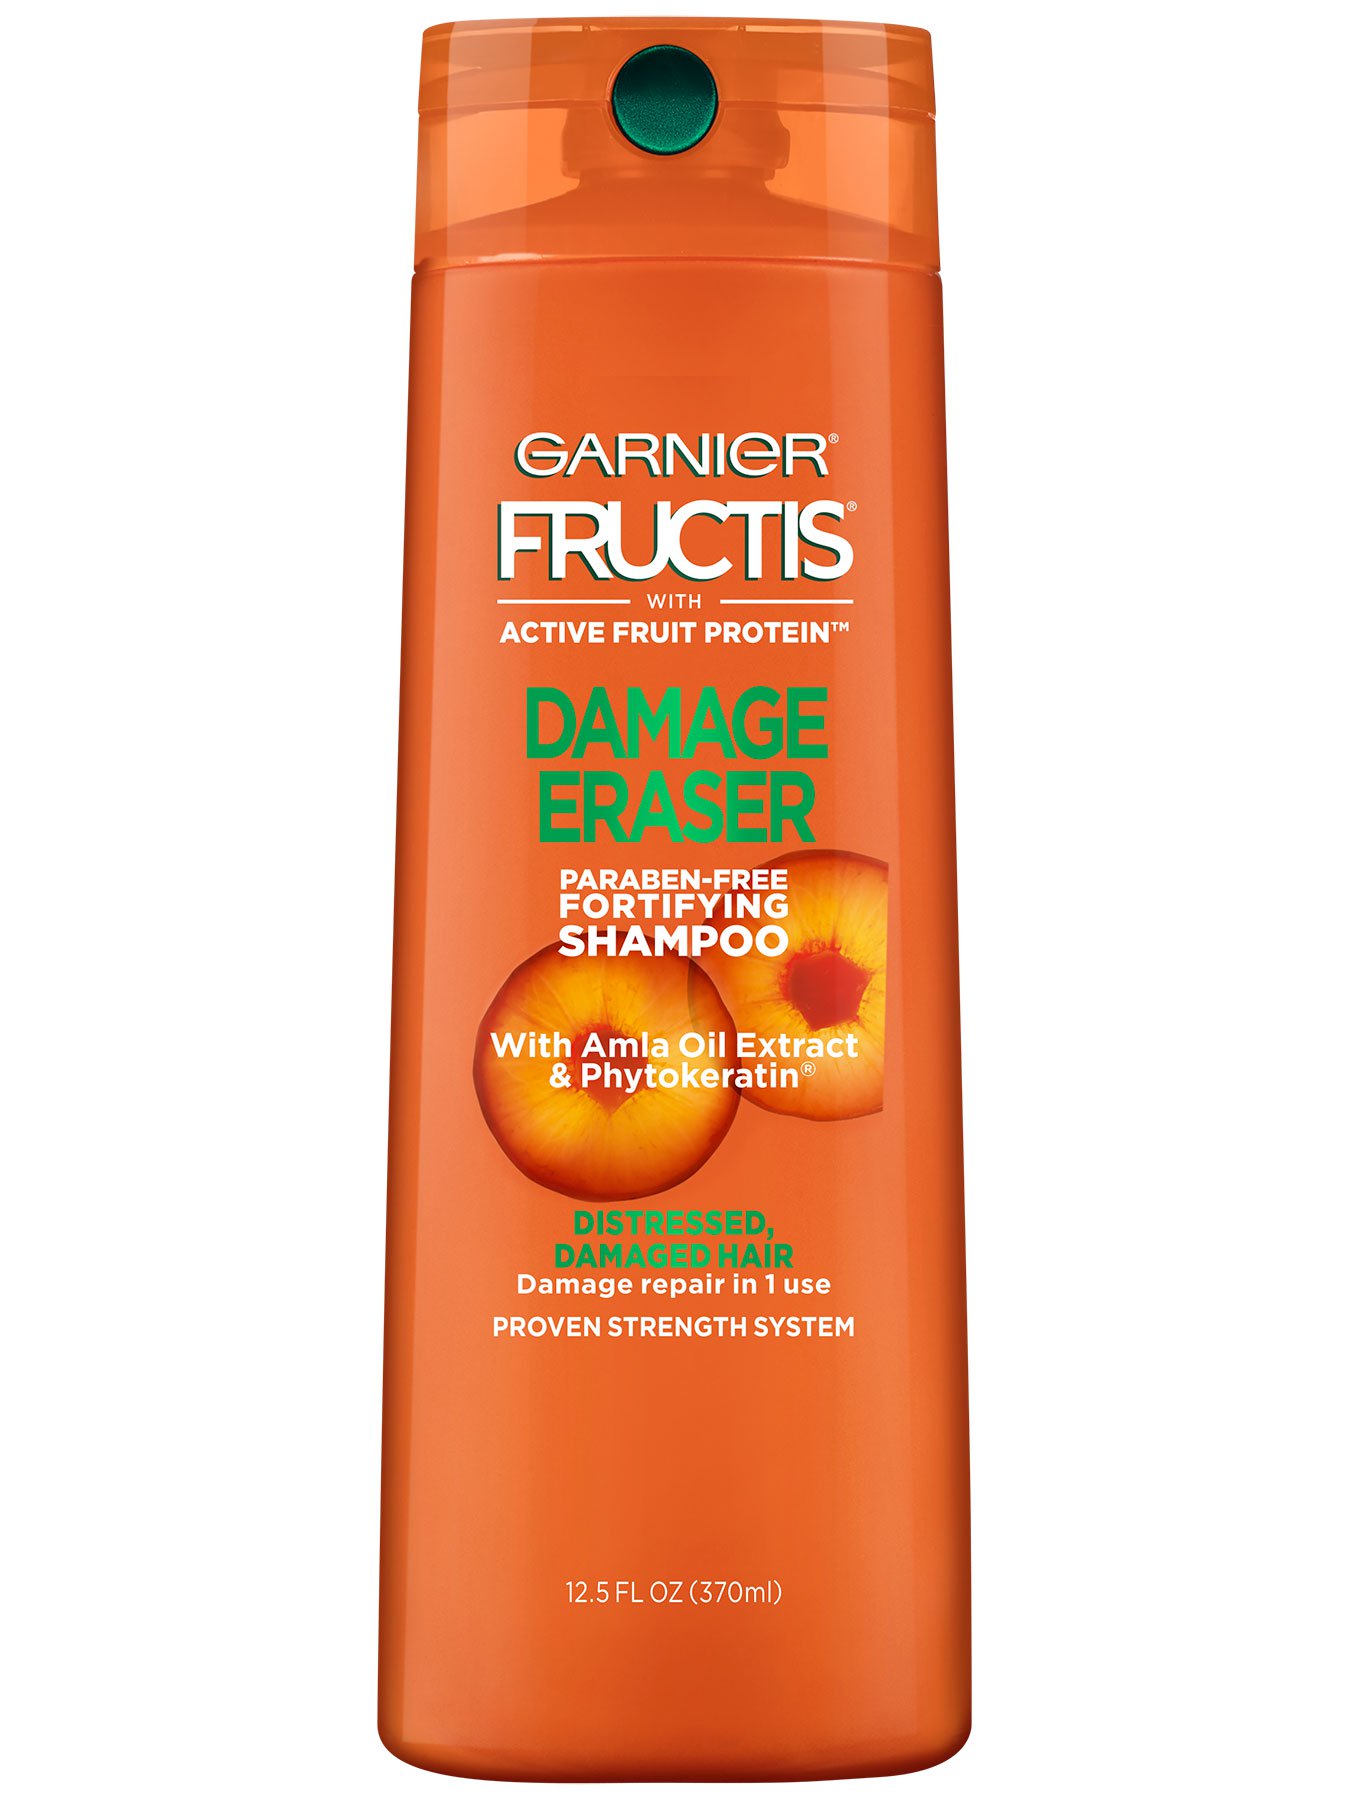 GARNIER®
FRUCTIS®
WITH
ACTIVE FRUIT PROTEIN™
DAMAGE
ERASER
PARABEN-FREE
FORTIFYING
SHAMPOO
With Amla Oil Extract
& Phytokeratin®
DISTRESSED,
DAMAGED HAIR
Damage repair in 1 use
PROVEN STRENGTH SYSTEM
12.5 FL OZ (370ml)